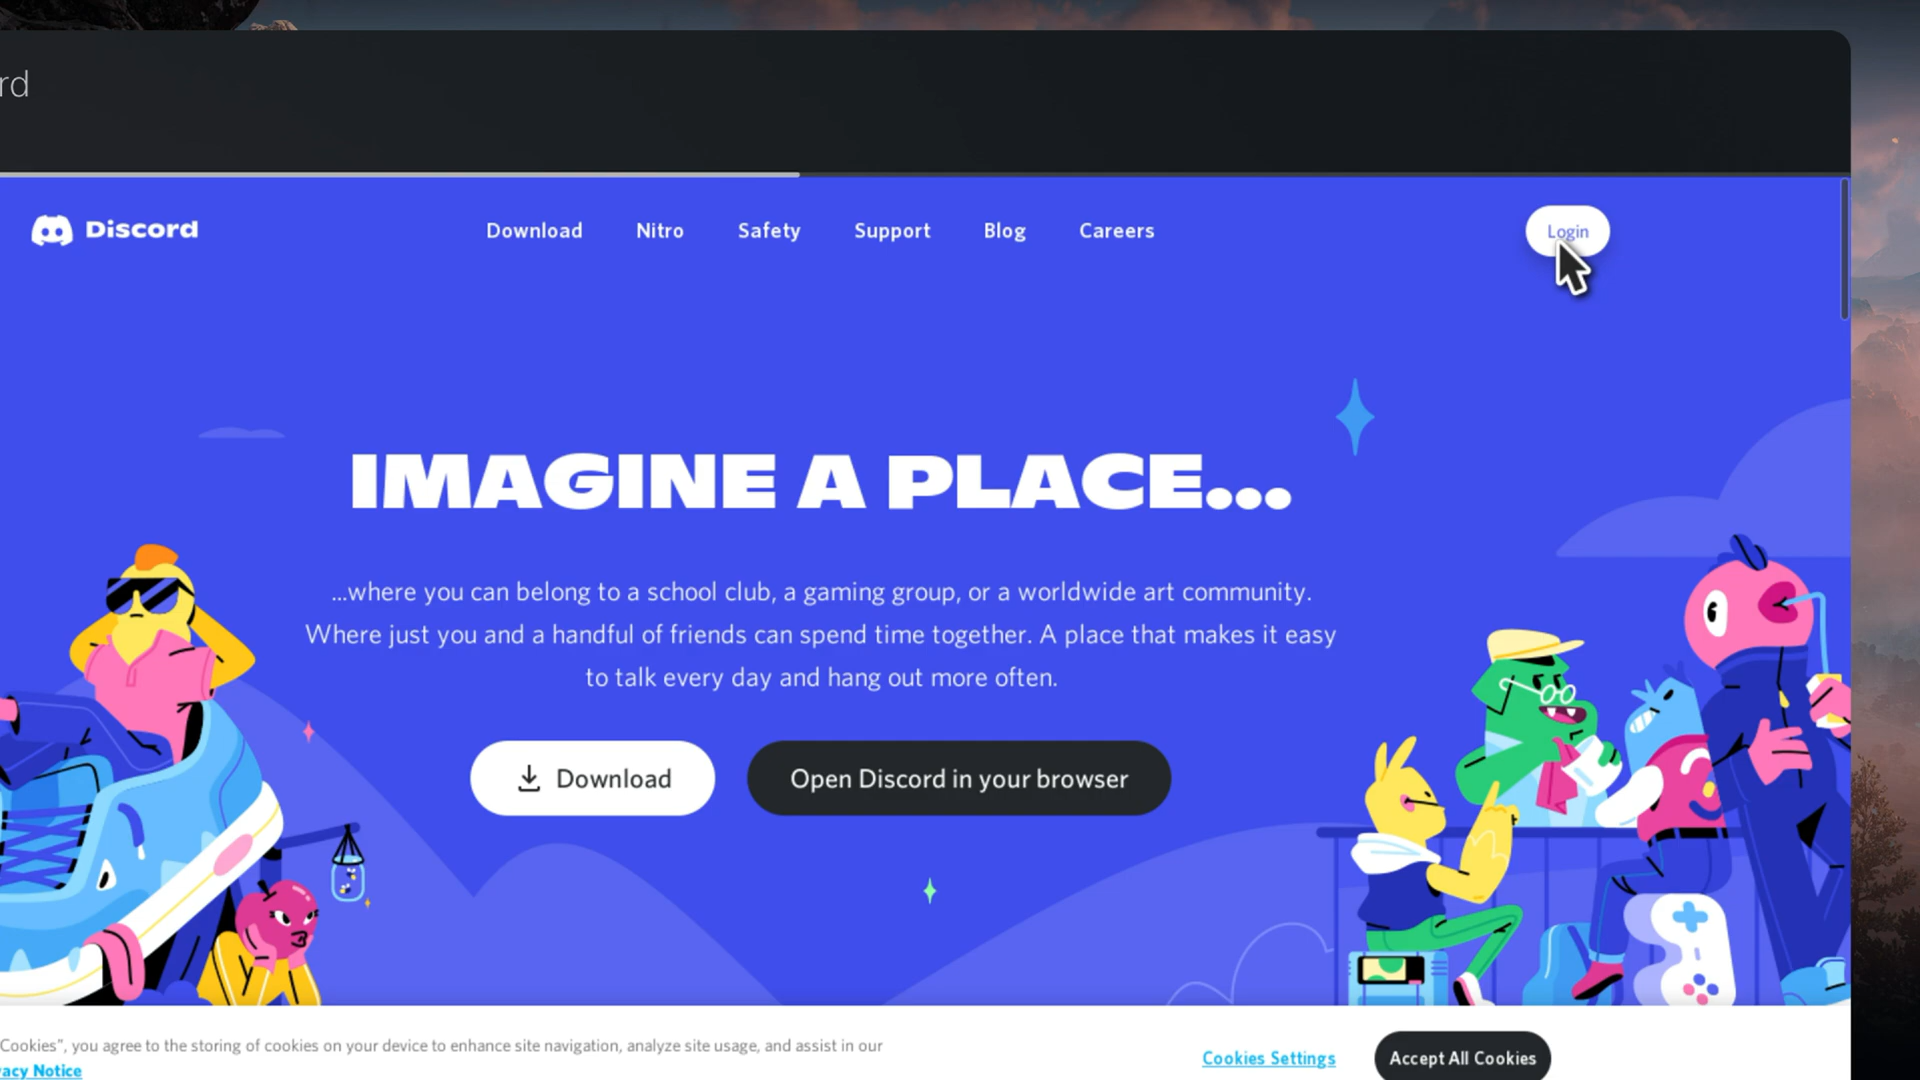 rd
Discord
Download
Nitro
Safety
Support
Blog
Careers
Login
IMAGINE A PLACE...
...where you can belong to a school club, a gaming group, or a worldwide art community.
Where just you and a handful of friends can spend time together. A place that makes it easy
to talk every day and hang out more often.
Download
Open Discord in your browser
Cookies", you agree to the storing of cookies on your device to enhance site navigation, analyze site usage, and assist in our
vacy Notice
Cookies Settings
Accept All Cookies